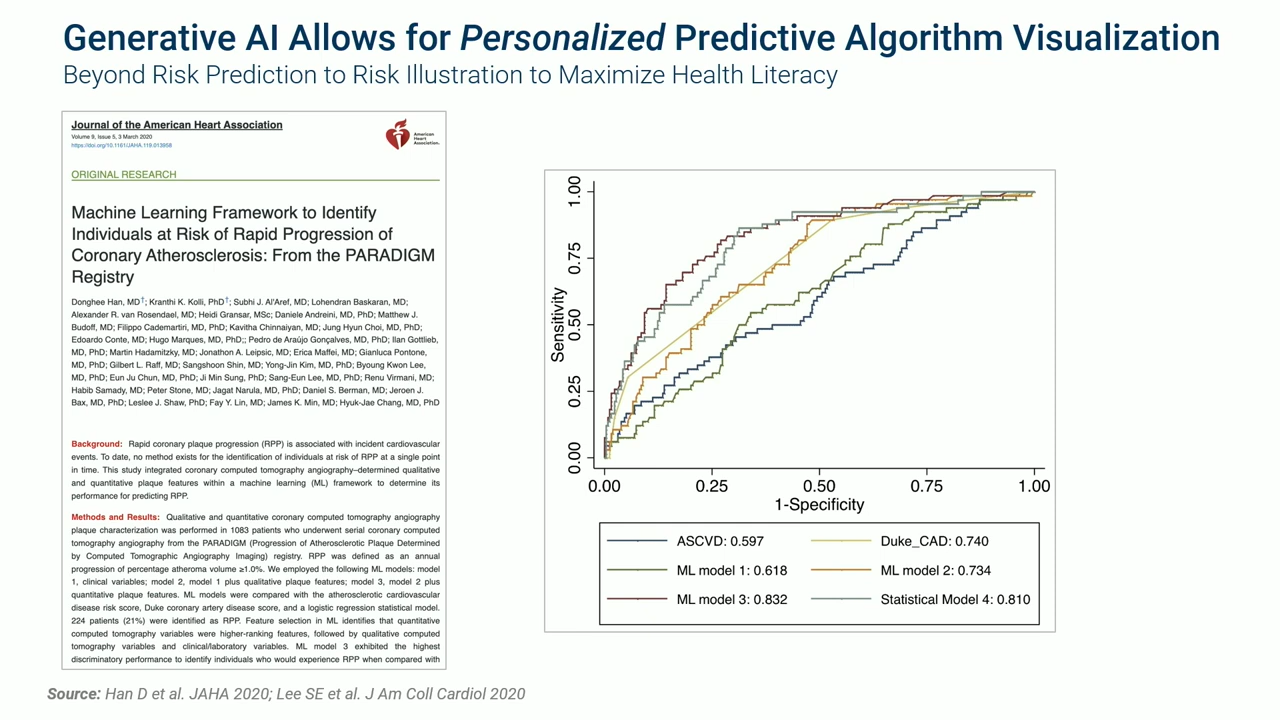 Generative AI Allows for Personalized Predictive Algorithm Visualization
Beyond Risk Prediction to Risk Illustration to Maximize Health Literacy
Journal of the American Heart Association
Volume 9, Issue 5, 3 March 2020
https://doi.org/10.1161/JAHA.119.013958
American
Heart
Association.
ORIGINAL RESEARCH
Machine Learning Framework to Identify
Individuals at Risk of Rapid Progression of
Coronary Atherosclerosis: From the PARADIGM
Registry
Donghee Han, MD†; Kranthi K. Kolli, PhD†; Subhi J. Al'Aref, MD; Lohendran Baskaran, MD;
Alexander R. van Rosendael, MD; Heidi Gransar, MSc; Daniele Andreini, MD, PhD; Matthew J.
Budoff, MD; Filippo Cademartiri, MD, PhD; Kavitha Chinnaiyan, MD; Jung Hyun Choi, MD, PhD;
Edoardo Conte, MD; Hugo Marques, MD, PhD;; Pedro de Araújo Gonçalves, MD, PhD; Ilan Gottlieb,
MD, PhD; Martin Hadamitzky, MD; Jonathon A. Leipsic, MD; Erica Maffei, MD; Gianluca Pontone,
MD, PhD; Gilbert L. Raff, MD; Sangshoon Shin, MD; Yong-Jin Kim, MD, PhD; Byoung Kwon Lee,
MD, PhD; Eun Ju Chun, MD, PhD; Ji Min Sung, PhD; Sang-Eun Lee, MD, PhD; Renu Virmani, MD;
Habib Samady, MD; Peter Stone, MD; Jagat Narula, MD, PhD; Daniel S. Berman, MD; Jeroen J.
Bax, MD, PhD; Leslee J. Shaw, PhD; Fay Y. Lin, MD; James K. Min, MD; Hyuk-Jae Chang, MD, PhD
Background: Rapid coronary plaque progression (RPP) is associated with incident cardiovascular
events. To date, no method exists for the identification of individuals at risk of RPP at a single point
in time. This study integrated coronary computed tomography angiography–determined qualitative
and quantitative plaque features within a machine learning (ML) framework to determine its
performance for predicting RPP.
Methods and Results: Qualitative and quantitative coronary computed tomography angiography
plaque characterization was performed in 1083 patients who underwent serial coronary computed
tomography angiography from the PARADIGM (Progression of Atherosclerotic Plaque Determined
by Computed Tomographic Angiography Imaging) registry. RPP was defined as an annual
progression of percentage atheroma volume ≥1.0%. We employed the following ML models: model
1, clinical variables; model 2, model 1 plus qualitative plaque features; model 3, model 2 plus
quantitative plaque features. ML models were compared with the atherosclerotic cardiovascular
disease risk score, Duke coronary artery disease score, and a logistic regression statistical model.
224 patients (21%) were identified as RPP. Feature selection in ML identifies that quantitative
computed tomography variables were higher-ranking features, followed by qualitative computed
tomography variables and clinical/laboratory variables. ML model 3 exhibited the highest
discriminatory performance to identify individuals who would experience RPP when compared with
Sensitivity
1.00
0.75
0.50
0.25
0.00
0.00 0.25 0.50 0.75 1.00
1-Specificity
ASCVD: 0.597 Duke_CAD: 0.740
ML model 1: 0.618 ML model 2: 0.734
ML model 3: 0.832 Statistical Model 4: 0.810
Source: Han D et al. JAHA 2020; Lee SE et al. J Am Coll Cardiol 2020